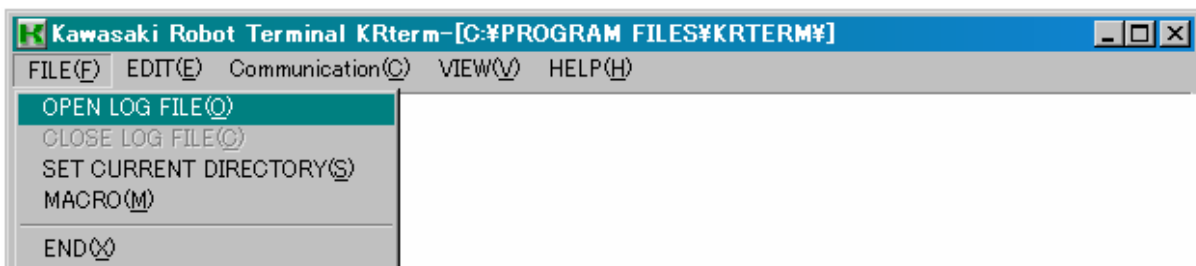 Kawasaki Robot Terminal KRterm-[C:¥PROGRAM FILES¥KRTERM¥]
FILE(F) EDIT(E) Communication(C) VIEW(V) HELP(H)
OPEN LOG FILE(O)
CLOSE LOG FILE(C)
SET CURRENT DIRECTORY(S)
MACRO(M)
END(X)